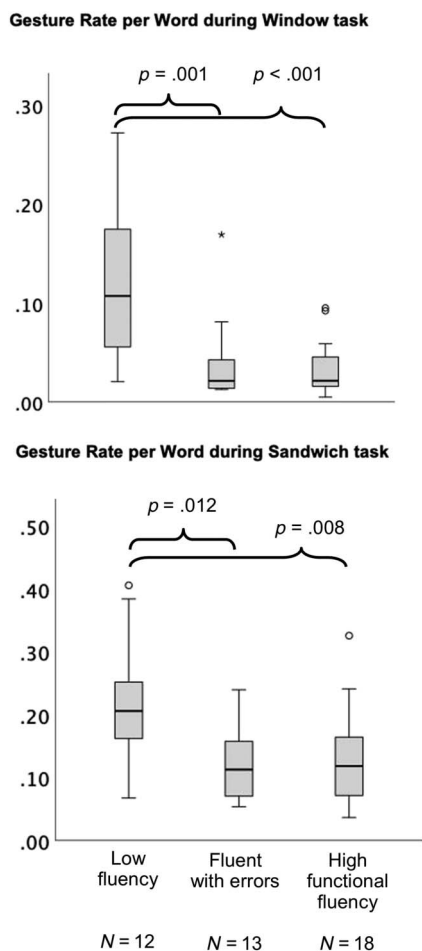 Gesture Rate per Word during Window task
p = .001 p < .001
.30
.20
.10
.00
Gesture Rate per Word during Sandwich task
p = .012
p = .008
.50
.40
.30
.20
.10
.00
Low Fluent High
fluency with errors functional
fluency
N = 12 N = 13 N = 18